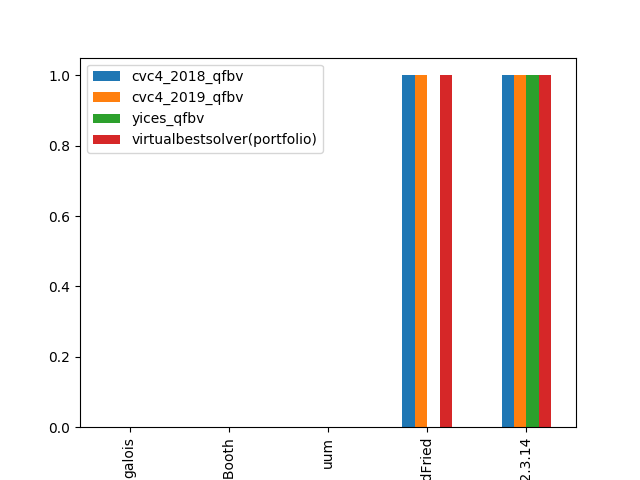 cvc4_2018_qfbv
cvc4_2019_qfbv
yices_qfbv
virtualbestsolver(portfolio)
1.0
0.8
0.6
0.4
0.2
0.0
galois
Booth
uum
dFried
2.3.14